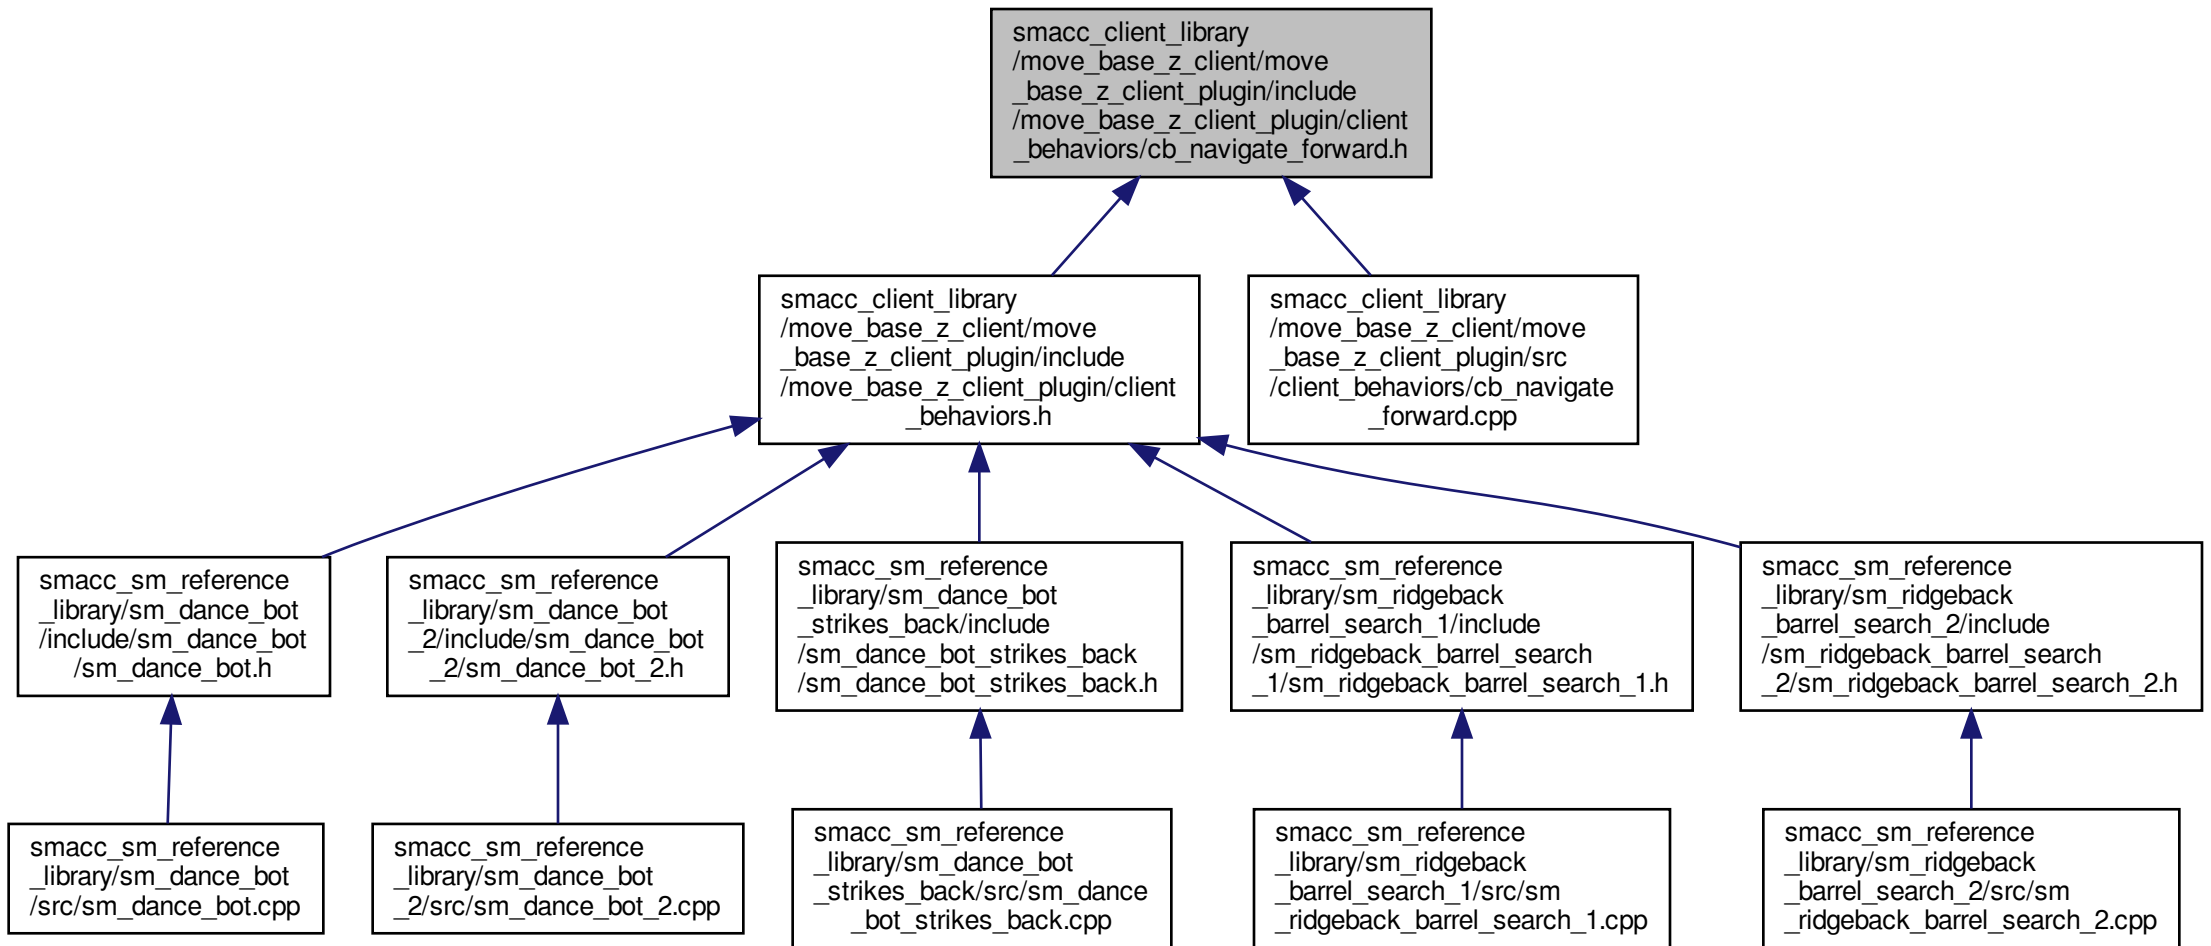 smacc_client_library
/move_base_z_client/move
_base_z_client_plugin/include
/move_base_z_client_plugin/client
_behaviors/cb_navigate_forward.h
smacc_client_library
/move_base_z_client/move
_base_z_client_plugin/include
/move_base_z_client_plugin/client
_behaviors.h
smacc_client_library
/move_base_z_client/move
_base_z_client_plugin/src
/client_behaviors/cb_navigate
_forward.cpp
smacc_sm_reference
_library/sm_dance_bot
/include/sm_dance_bot
/sm_dance_bot.h
smacc_sm_reference
_library/sm_dance_bot
_2/include/sm_dance_bot
_2/sm_dance_bot_2.h
smacc_sm_reference
_library/sm_dance_bot
_strikes_back/include
/sm_dance_bot_strikes_back
/sm_dance_bot_strikes_back.h
smacc_sm_reference
_library/sm_ridgeback
_barrel_search_1/include
/sm_ridgeback_barrel_search
_1/sm_ridgeback_barrel_search_1.h
smacc_sm_reference
_library/sm_ridgeback
_barrel_search_2/include
/sm_ridgeback_barrel_search
_2/sm_ridgeback_barrel_search_2.h
smacc_sm_reference
_library/sm_dance_bot
/src/sm_dance_bot.cpp
smacc_sm_reference
_library/sm_dance_bot
_2/src/sm_dance_bot_2.cpp
smacc_sm_reference
_library/sm_dance_bot
_strikes_back/src/sm_dance
_bot_strikes_back.cpp
smacc_sm_reference
_library/sm_ridgeback
_barrel_search_1/src/sm
_ridgeback_barrel_search_1.cpp
smacc_sm_reference
_library/sm_ridgeback
_barrel_search_2/src/sm
_ridgeback_barrel_search_2.cpp